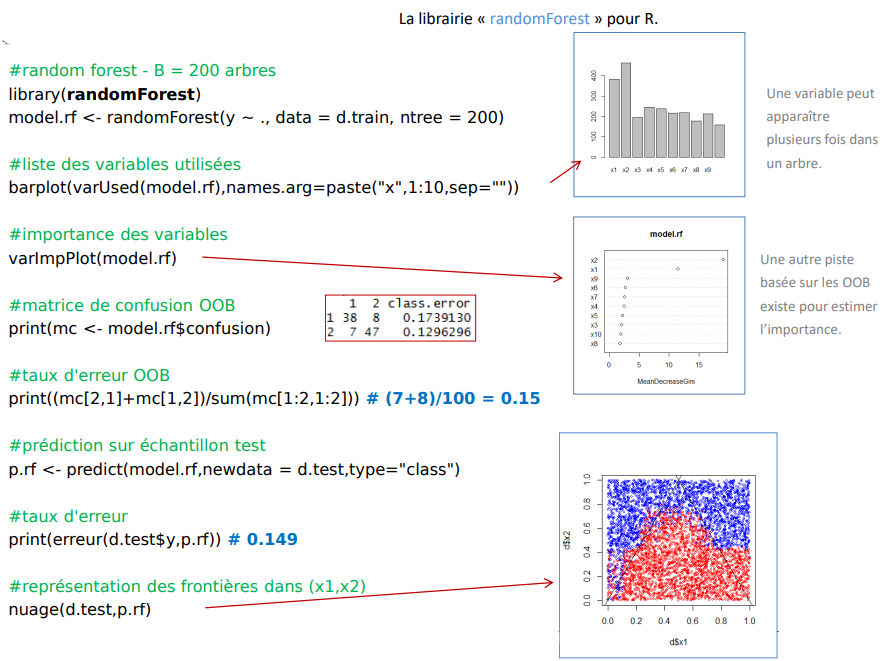 La librairie « randomForest » pour R.
#random forest - B = 200 arbres
library(randomForest)
model.rf <- randomForest(y ~ ., data = d.train, ntree = 200)
#liste des variables utilisées
barplot(varUsed(model.rf),names.arg=paste("x",1:10,sep=""))
400
300
200
100
0
x1 x2 x3 x4 x5 x6 x7 x8 x9
Une variable peut
apparaître
plusieurs fois dans
un arbre.
#importance des variables
varImpPlot(model.rf)
model.rf
x2
x1
x9
x6
x7
x4
x5
x3
x10
x8
0 5 10 15
MeanDecreaseGini
Une autre piste
basée sur les OOB
existe pour estimer
l’importance.
#matrice de confusion OOB
print(mc <- model.rf$confusion)
1 2 class.error
1 38 8 0.1739130
2 7 47 0.1296296
#taux d'erreur OOB
print((mc[2,1]+mc[1,2])/sum(mc[1:2,1:2])) # (7+8)/100 = 0.15
#prédiction sur échantillon test
p.rf <- predict(model.rf,newdata = d.test,type="class")
#taux d'erreur
print(erreur(d.test$y,p.rf)) # 0.149
#représentation des frontières dans (x1,x2)
nuage(d.test,p.rf)
d$x2
1.0
0.8
0.6
0.4
0.2
0.0
0.0 0.2 0.4 0.6 0.8 1.0
d$x1